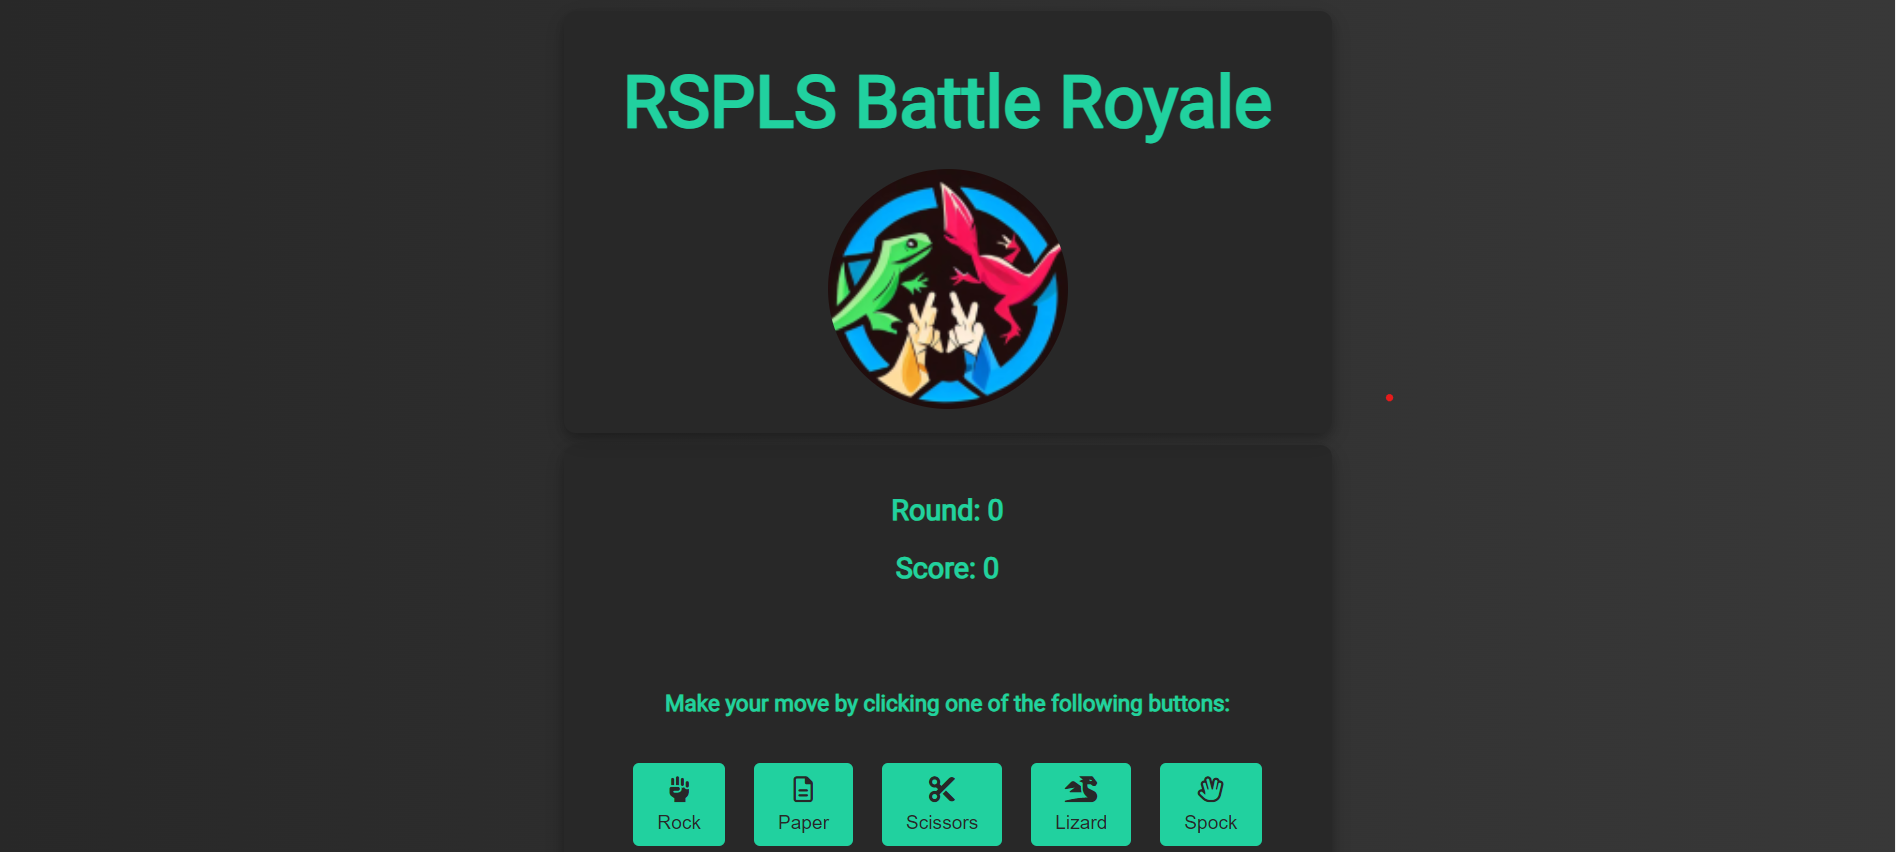 RSPLS Battle Royale
Round: 0
Score: 0
Make your move by clicking one of the following buttons:
Rock
Paper
Scissors
Lizard
Spock